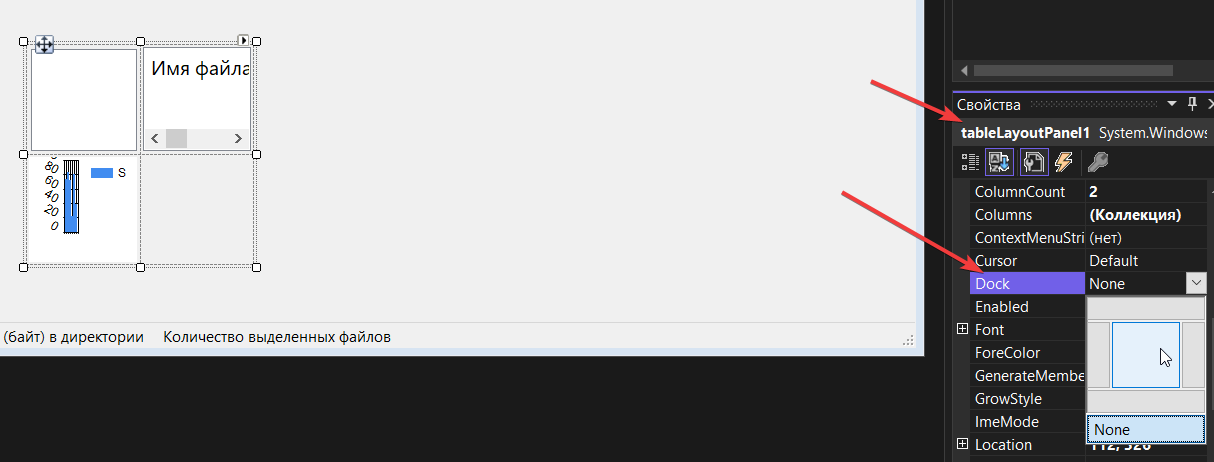 Имя файла
80
60
40
20
0
S
(байт) в директории Количество выделенных файлов
Свойства
tableLayoutPanel1 System.Windows
ColumnCount 2
Columns (Коллекция)
ContextMenuStri (нет)
Cursor Default
Dock None
Enabled
Font
ForeColor
GenerateMembe
GrowStyle
ImeMode
None
Location